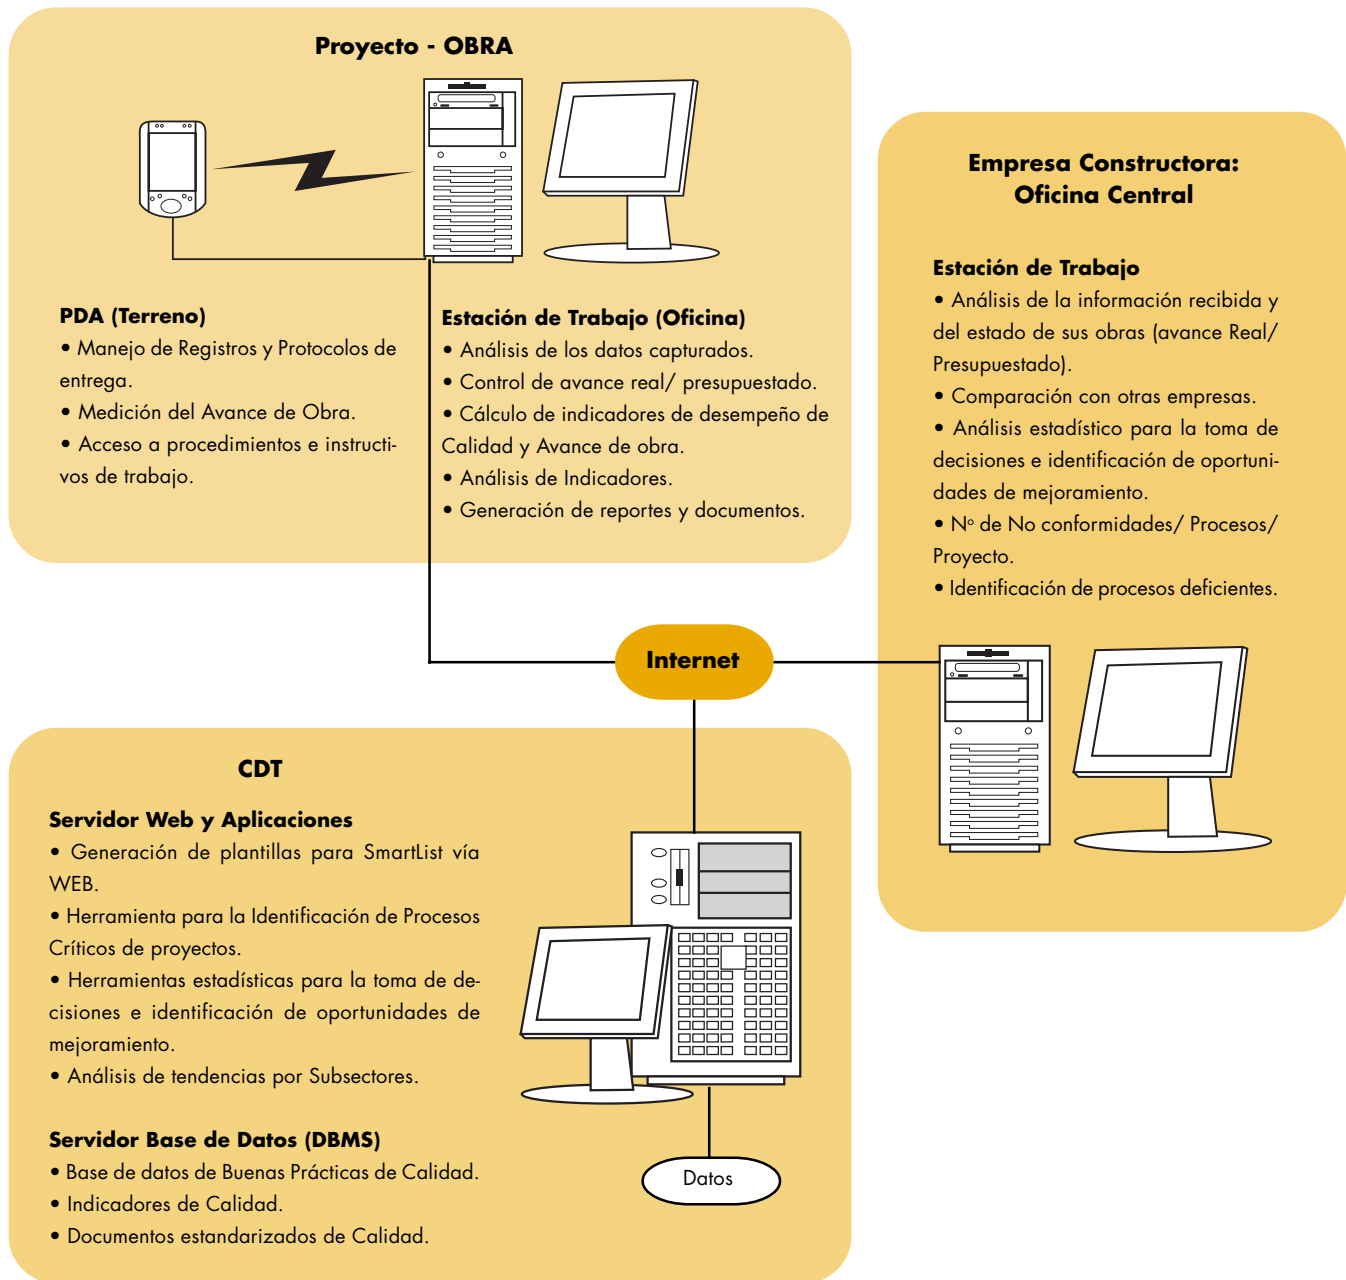 Proyecto - OBRA
PDA (Terreno)
• Manejo de Registros y Protocolos de
entrega.
• Medición del Avance de Obra.
• Acceso a procedimientos e instructi-
vos de trabajo.
Estación de Trabajo (Oficina)
• Análisis de los datos capturados.
• Control de avance real/ presupuestado.
• Cálculo de indicadores de desempeño de
Calidad y Avance de obra.
• Análisis de Indicadores.
• Generación de reportes y documentos.
Empresa Constructora:
Oficina Central
Estación de Trabajo
• Análisis de la información recibida y
del estado de sus obras (avance Real/
Presupuestado).
• Comparación con otras empresas.
• Análisis estadístico para la toma de
decisiones e identificación de oportuni-
dades de mejoramiento.
• Nº de No conformidades/ Procesos/
Proyecto.
• Identificación de procesos deficientes.
Internet
CDT
Servidor Web y Aplicaciones
• Generación de plantillas para SmartList vía
WEB.
• Herramienta para la Identificación de Procesos
Críticos de proyectos.
• Herramientas estadísticas para la toma de de-
cisiones e identificación de oportunidades de
mejoramiento.
• Análisis de tendencias por Subsectores.
Servidor Base de Datos (DBMS)
• Base de datos de Buenas Prácticas de Calidad.
• Indicadores de Calidad.
• Documentos estandarizados de Calidad.
Datos